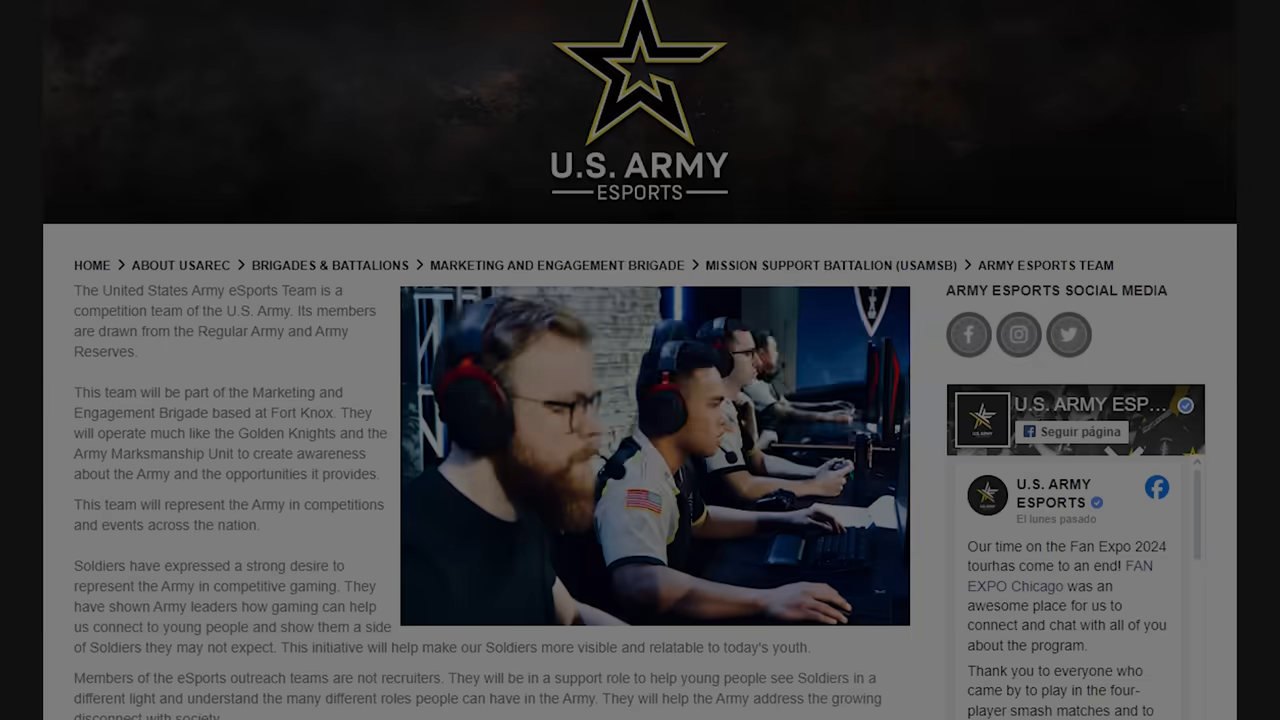 U.S. ARMY
ESPORTS
HOME > ABOUT USAREC > BRIGADES & BATTALIONS > MARKETING AND ENGAGEMENT BRIGADE > MISSION SUPPORT BATTALION (USAMSB) > ARMY ESPORTS TEAM
The United States Army eSports Team is a
competition team of the U.S. Army. Its members
are drawn from the Regular Army and Army
Reserves.
This team will be part of the Marketing and
Engagement Brigade based at Fort Knox. They
will operate much like the Golden Knights and the
Army Marksmanship Unit to create awareness
about the Army and the opportunities it provides.
This team will represent the Army in competitions
and events across the nation.
Soldiers have expressed a strong desire to
represent the Army in competitive gaming. They
have shown Army leaders how gaming can help
us connect to young people and show them a side
of Soldiers they may not expect. This initiative will help make our Soldiers more visible and relatable to today's youth.
Members of the eSports outreach teams are not recruiters. They will be in a support role to help young people see Soldiers in a
different light and understand the many different roles people can have in the Army. They will help the Army address the growing
disconnect with society.
ARMY ESPORTS SOCIAL MEDIA
U.S. ARMY ESP...
Seguir página
U.S. ARMY
ESPORTS
El lunes pasado
Our time on the Fan Expo 2024
tourhas come to an end! FAN
EXPO Chicago was an
awesome place for us to
connect and chat with all of you
about the program.
Thank you to everyone who
came by to play in the four-
player smash matches and to